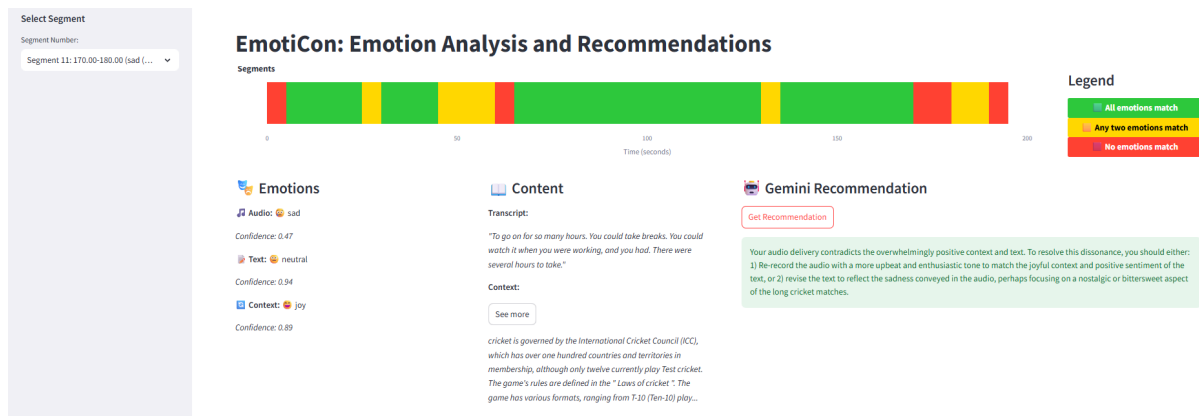 Select Segment
Segment Number:
Segment 11: 170.00-180.00 (sad (...
EmotiCon: Emotion Analysis and Recommendations
Segments
0 50 100 150 200
Time (seconds)
Legend
All emotions match
Any two emotions match
No emotions match
Emotions
Audio: sad
Confidence: 0.47
Text: neutral
Confidence: 0.94
Context: joy
Confidence: 0.89
Content
Transcript:
"To go on for so many hours. You could take breaks. You could
watch it when you were working, and you had. There were
several hours to take."
Context:
See more
cricket is governed by the International Cricket Council (ICC),
which has over one hundred countries and territories in
membership, although only twelve currently play Test cricket.
The game's rules are defined in the " Laws of cricket ". The
game has various formats, ranging from T-10 (Ten-10) play...
Gemini Recommendation
Get Recommendation
Your audio delivery contradicts the overwhelmingly positive context and text. To resolve this dissonance, you should either:
1) Re-record the audio with a more upbeat and enthusiastic tone to match the joyful context and positive sentiment of the
text, or 2) revise the text to reflect the sadness conveyed in the audio, perhaps focusing on a nostalgic or bittersweet aspect
of the long cricket matches.